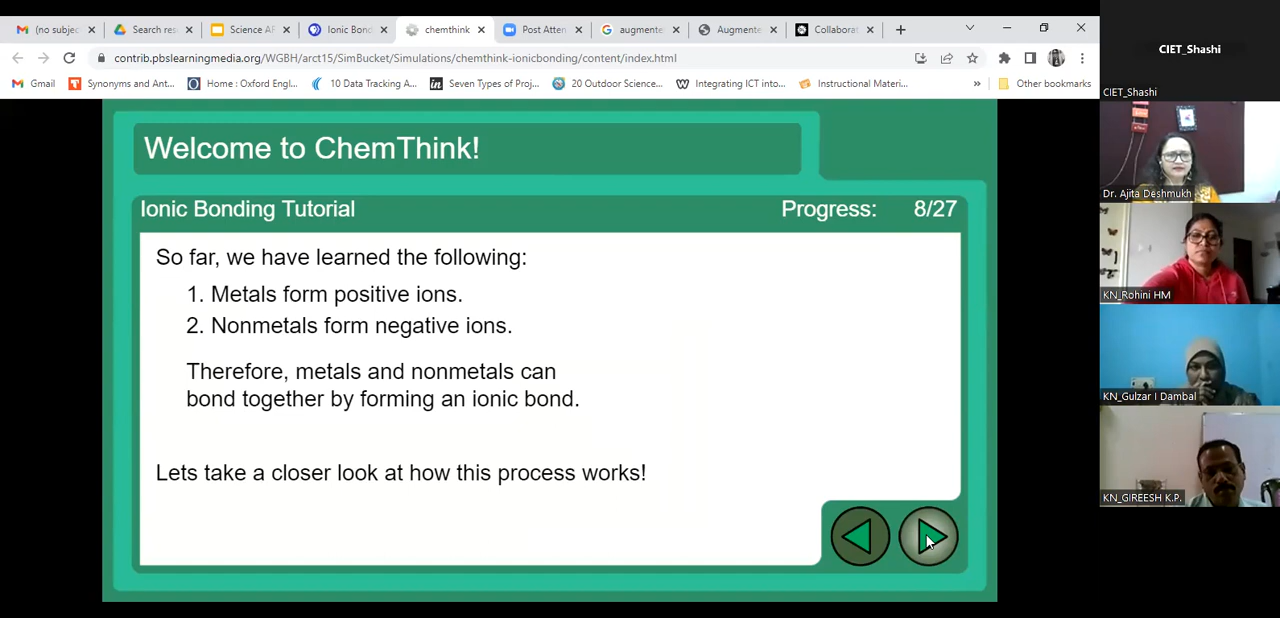 (no subje
Search res
Science AF
Ionic Bond
chemthink
Post Atten
augmente
Augmente
Collabora
contrib.pbslearningmedia.org/WGBH/arct15/SimBucket/Simulations/chemthink-ionicbonding/content/index.html
Gmail
Synonyms and Ant...
Home : Oxford Engl...
10 Data Tracking A...
Seven Types of Proj...
20 Outdoor Science...
Integrating ICT into...
Instructional Materi...
»
Other bookmarks
Welcome to ChemThink!
Ionic Bonding Tutorial
Progress: 8/27
So far, we have learned the following:
1. Metals form positive ions.
2. Nonmetals form negative ions.
Therefore, metals and nonmetals can
bond together by forming an ionic bond.
Lets take a closer look at how this process works!
CIET_Shashi
CIET_Shashi
Dr. Ajita Deshmukh
KN_Rohini HM
KN_Gulzar I Dambal
KN_GIREESH K.P.